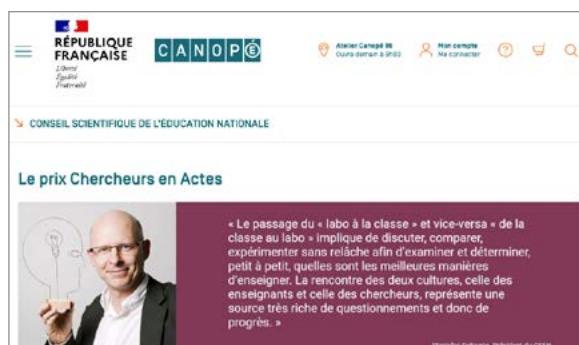 RÉPUBLIQUE
FRANÇAISE
Liberté
Égalité
Fraternité
CANOPÉ
Atelier Canopé 86
Ouvre demain à 9h00
Mon compte
Me connecter
CONSEIL SCIENTIFIQUE DE L'ÉDUCATION NATIONALE
Le prix Chercheurs en Actes
« Le passage du « labo à la classe » et vice-versa « de la
classe au labo » implique de discuter, comparer,
expérimenter sans relâche afin d'examiner et déterminer,
petit à petit, quelles sont les meilleures manières
d'enseigner. La rencontre des deux cultures, celle des
enseignants et celle des chercheurs, représente une
source très riche de questionnements et donc de
progrès. »